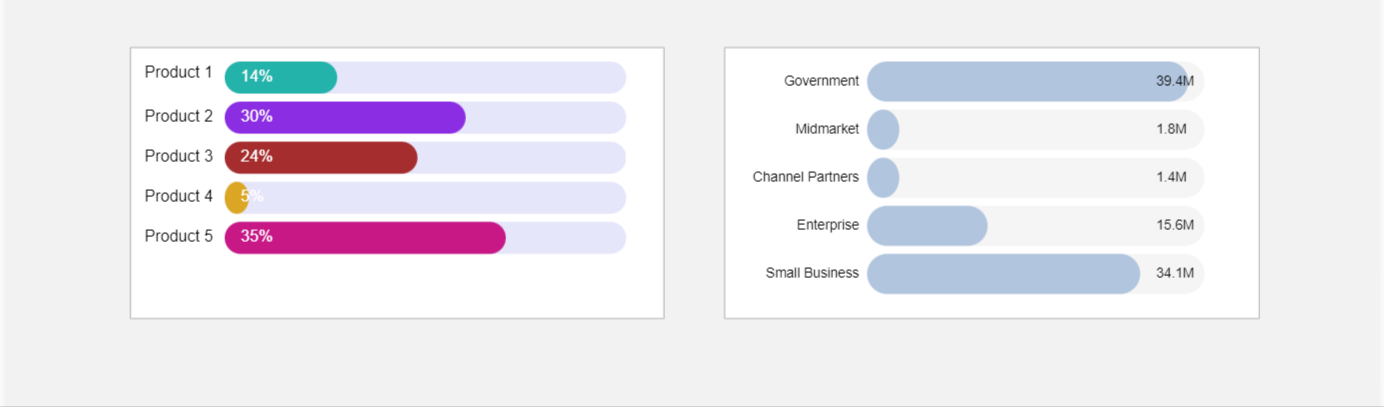 Product 1 14%
Product 2 30%
Product 3 24%
Product 4 5%
Product 5 35%
Government 39.4M
Midmarket 1.8M
Channel Partners 1.4M
Enterprise 15.6M
Small Business 34.1M